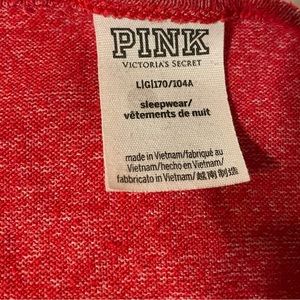 PINK
VICTORIA'S SECRET
L|G|170/104A
sleepwear/
vêtements de nuit
made in Vietnam/fabriqué au
Vietnam/hecho en Vietnam/
fabbricato in Vietnam/越南制造